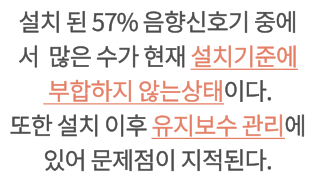 설치 된 57% 음향신호기 중에
서 많은 수가 현재 설치기준에
부합하지 않는상태이다.
또한 설치 이후 유지보수 관리에
있어 문제점이 지적된다.